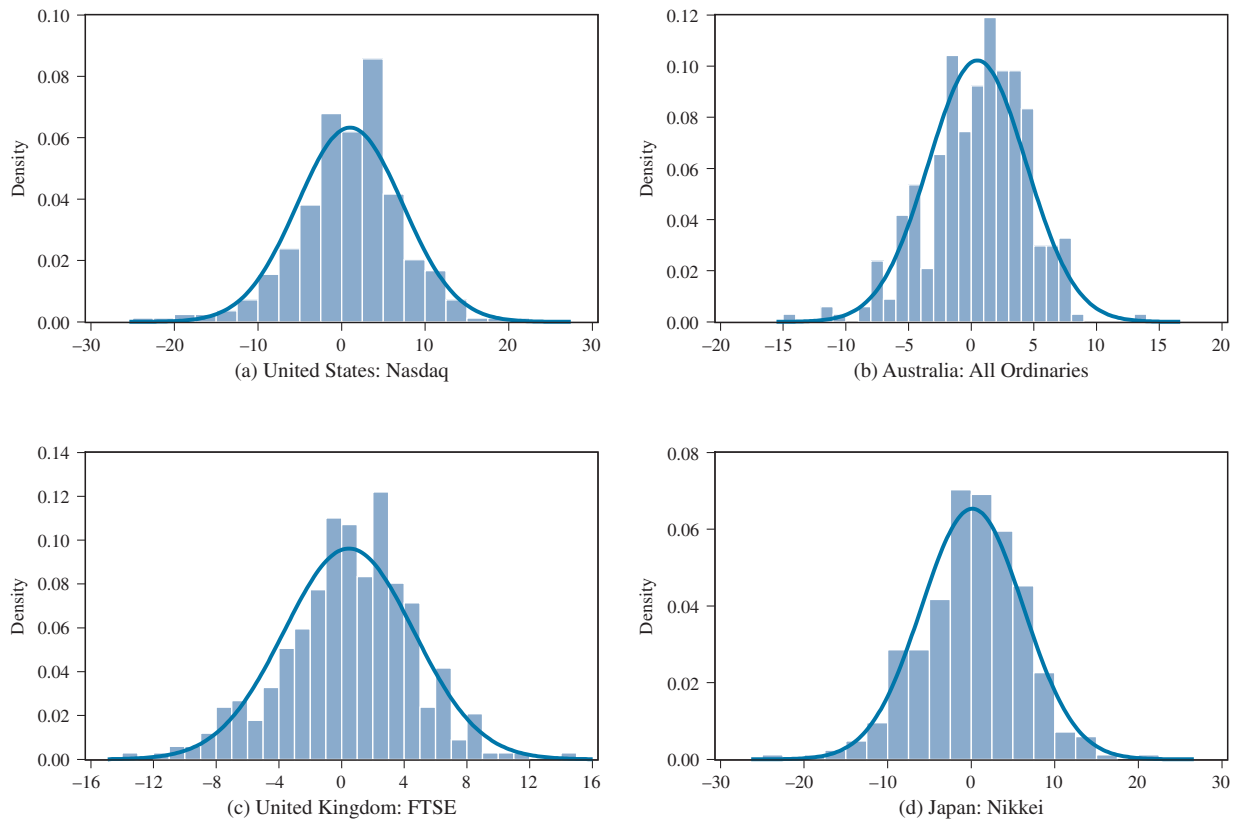 0.10
0.08
0.06
0.04
0.02
0.00
Density
–30 –20 –10 0 10 20 30
(a) United States: Nasdaq
0.12
0.10
0.08
0.06
0.04
0.02
0.00
Density
–20 –15 –10 –5 0 5 10 15 20
(b) Australia: All Ordinaries
0.14
0.12
0.10
0.08
0.06
0.04
0.02
0.00
Density
–16 –12 –8 –4 0 4 8 12 16
(c) United Kingdom: FTSE
0.08
0.06
0.04
0.02
0.00
Density
–30 –20 –10 0 10 20 30
(d) Japan: Nikkei